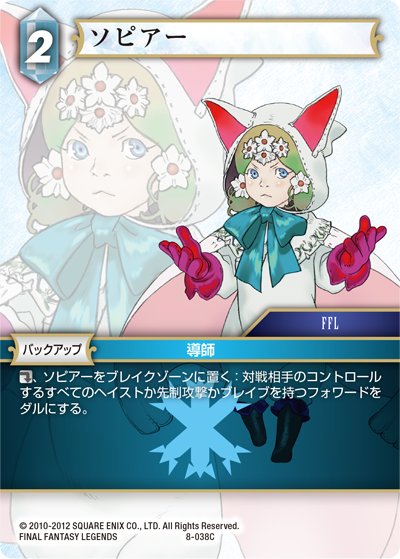 2
ソピアー
FFL
バックアップ
導師
、ソピアーをブレイクゾーンに置く:対戦相手のコントロール
するすべてのヘイストか先制攻撃かブレイブを持つフォワードを
ダルにする。
© 2010-2012 SQUARE ENIX CO., LTD. All Rights Reserved.
FINAL FANTASY LEGENDS 8-038C